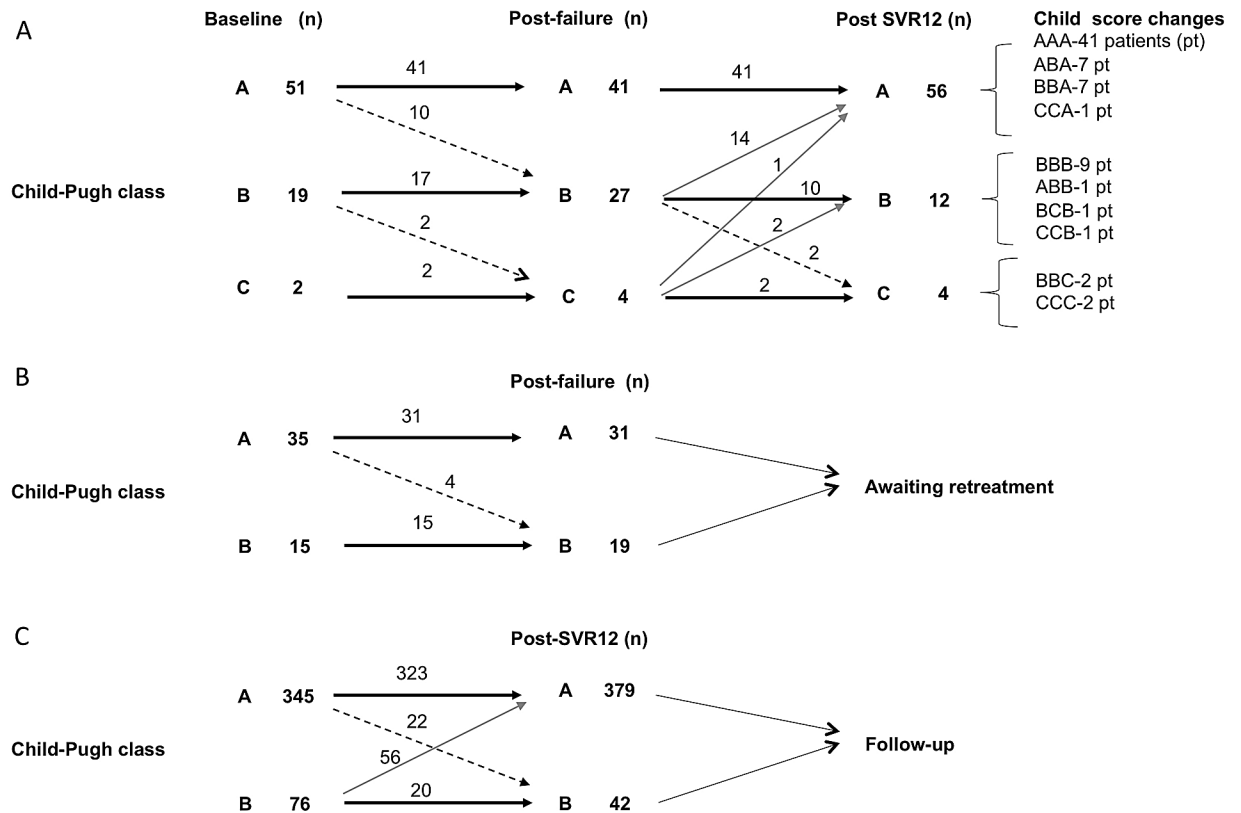 A
Baseline (n)
Post-failure (n)
Post SVR12 (n)
Child score changes
AAA-41 patients (pt)
ABA-7 pt
BBA-7 pt
CCA-1 pt
A 51
41
A 41
41
A 56
10
14
1
Child-Pugh class
B 19
17
B 27
10
B 12
BBB-9 pt
ABB-1 pt
BCB-1 pt
CCB-1 pt
2
2
2
C 2
2
C 4
2
C 4
BBC-2 pt
CCC-2 pt
B
Post-failure (n)
A 35
31
A 31
4
Child-Pugh class
Awaiting retreatment
B 15
15
B 19
C
Post-SVR12 (n)
A 345
323
A 379
22
56
Child-Pugh class
Follow-up
B 76
20
B 42